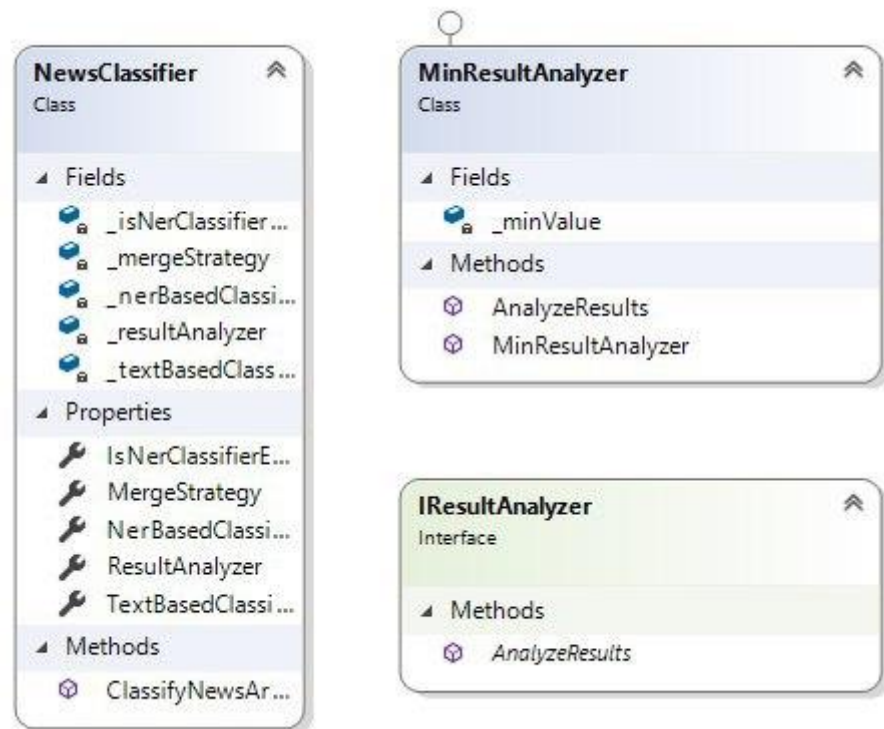 NewsClassifier
Class
Fields
_isNerClassifier...
_mergeStrategy
_nerBasedClassi...
_resultAnalyzer
_textBasedClass...
Properties
IsNerClassifierE...
MergeStrategy
NerBasedClassi...
ResultAnalyzer
TextBasedClassi...
Methods
ClassifyNewsAr...
MinResultAnalyzer
Class
Fields
_minValue
Methods
AnalyzeResults
MinResultAnalyzer
IResultAnalyzer
Interface
Methods
AnalyzeResults